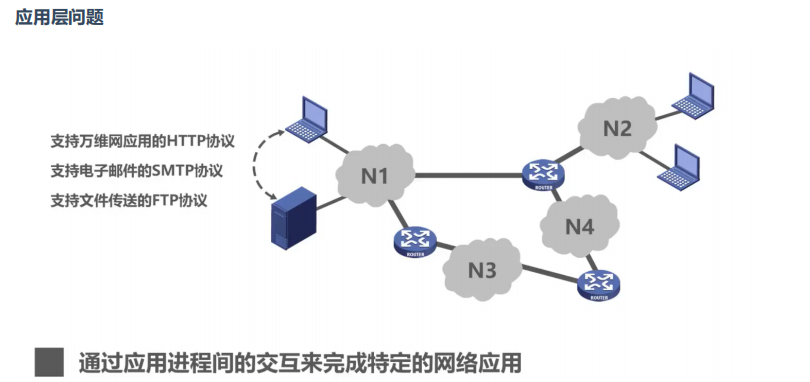 应用层问题
支持万维网应用的HTTP协议
支持电子邮件的SMTP协议
支持文件传送的FTP协议
N1
N2
ROUTER
N4
ROUTER
N3
ROUTER
通过应用进程间的交互来完成特定的网络应用